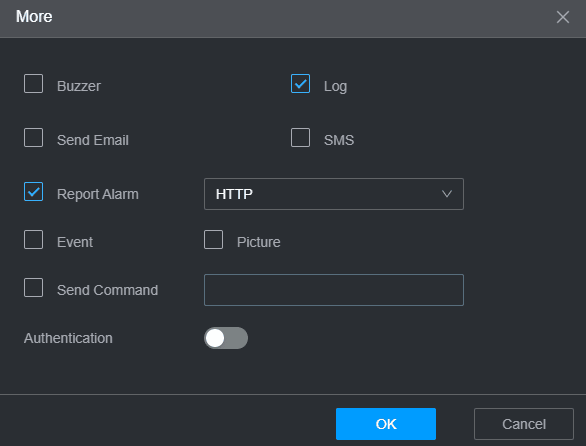 More
Buzzer
Log
Send Email
SMS
Report Alarm
HTTP
Event
Picture
Send Command
Authentication
OK
Cancel